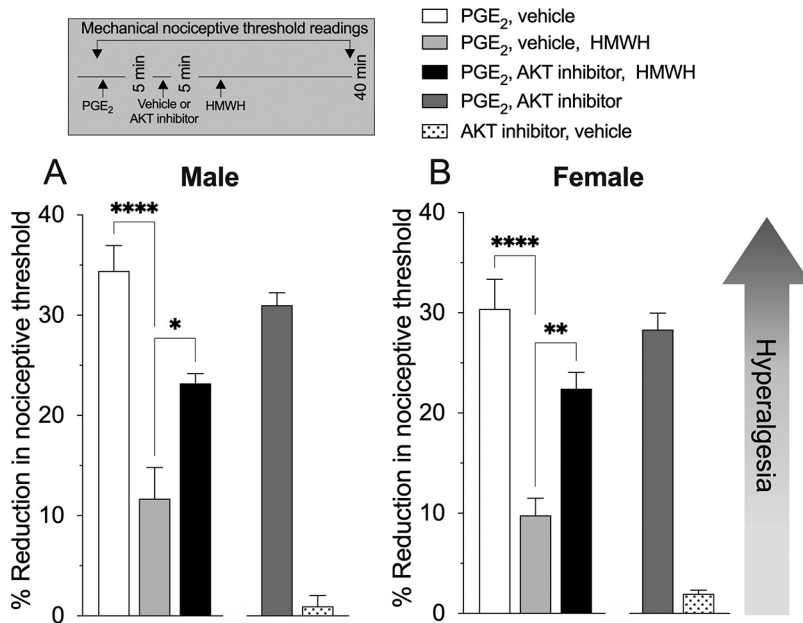 Mechanical nociceptive threshold readings
5 min
5 min
40 min
PGE₂
Vehicle or
AKT inhibitor
HMWH
PGE₂, vehicle
PGE₂, vehicle, HMWH
PGE₂, AKT inhibitor, HMWH
PGE₂, AKT inhibitor
AKT inhibitor, vehicle
A
Male
% Reduction in nociceptive threshold
40
30
20
10
0
****
*
B
Female
% Reduction in nociceptive threshold
40
30
20
10
0
****
**
Hyperalgesia